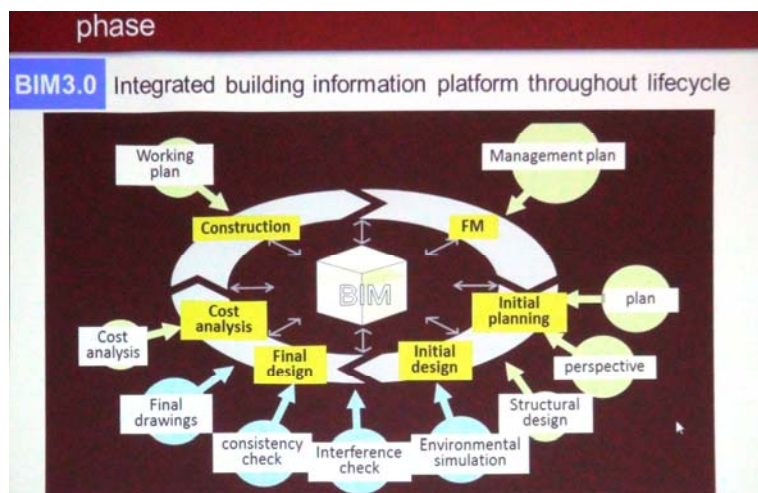 phase
BIM3.0 Integrated building information platform throughout lifecycle
Working
plan
Management plan
Construction
FM
BIM
Cost
analysis
Initial
planning
plan
Cost
analysis
Final
design
Initial
design
perspective
Final
drawings
consistency
check
Interference
check
Environmental
simulation
Structural
design